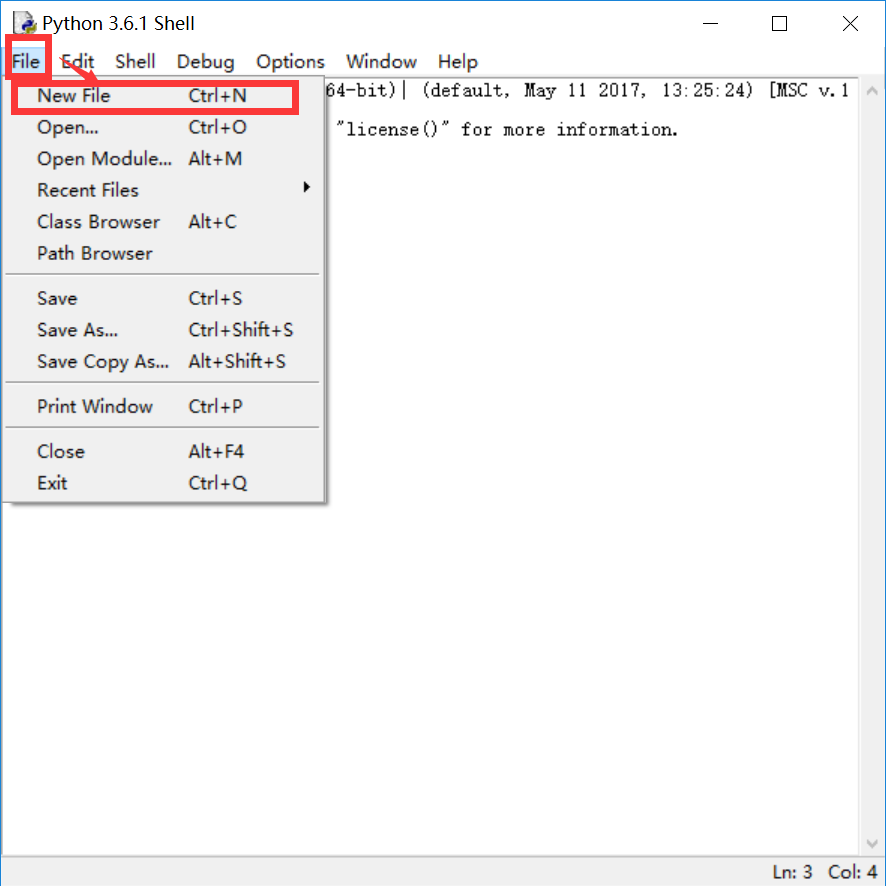 Python 3.6.1 Shell
File Edit Shell Debug Options Window Help
64-bit)| (default, May 11 2017, 13:25:24) [MSC v.1
"license()" for more information.
New File Ctrl+N
Open... Ctrl+O
Open Module... Alt+M
Recent Files
Class Browser Alt+C
Path Browser
Save Ctrl+S
Save As... Ctrl+Shift+S
Save Copy As... Alt+Shift+S
Print Window Ctrl+P
Close Alt+F4
Exit Ctrl+Q
Ln: 3 Col: 4